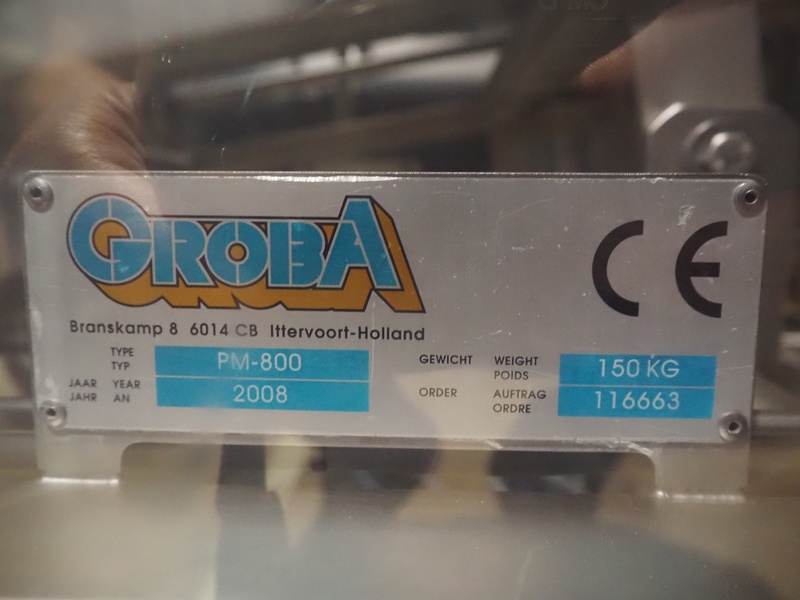 GROBA
CE
Branskamp 8 6014 CB Ittervoort-Holland
TYPE
TYP
PM-800
GEWICHT
WEIGHT
POIDS
150 KG
JAAR YEAR
JAHR AN
2008
ORDER
AUFTRAG
ORDRE
116663